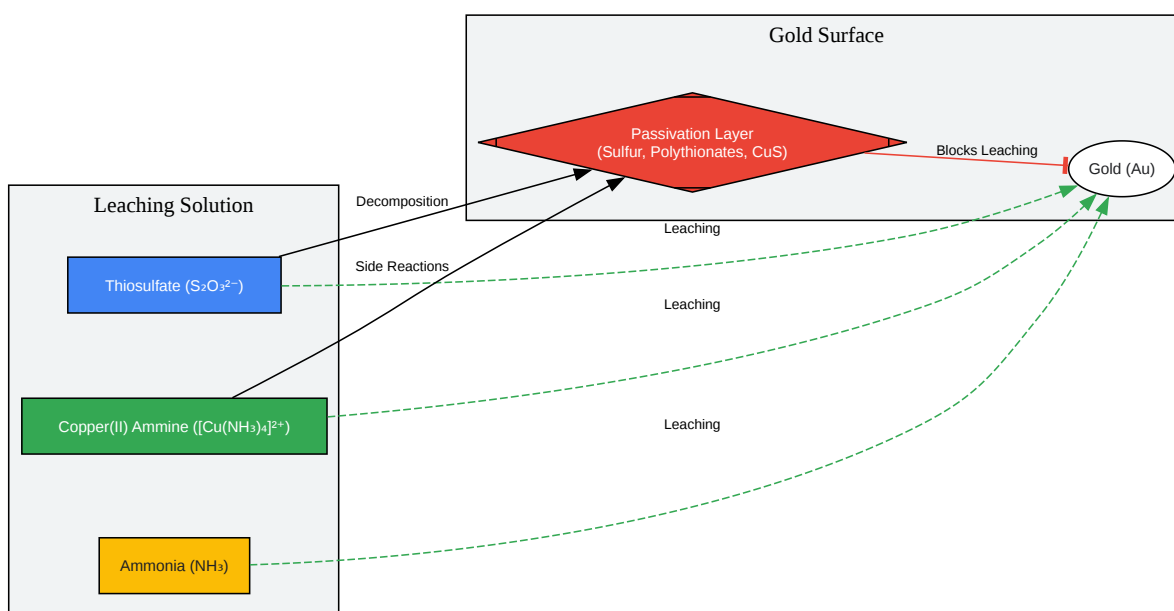 Gold Surface
Passivation Layer
(Sulfur, Polythionates, CuS)
Blocks Leaching
Gold (Au)
Leaching Solution
Decomposition
Leaching
Side Reactions
Thiosulfate (S₂O₃²⁻)
Leaching
Copper(II) Ammine ([Cu(NH₃)₄]²⁺)
Leaching
Ammonia (NH₃)